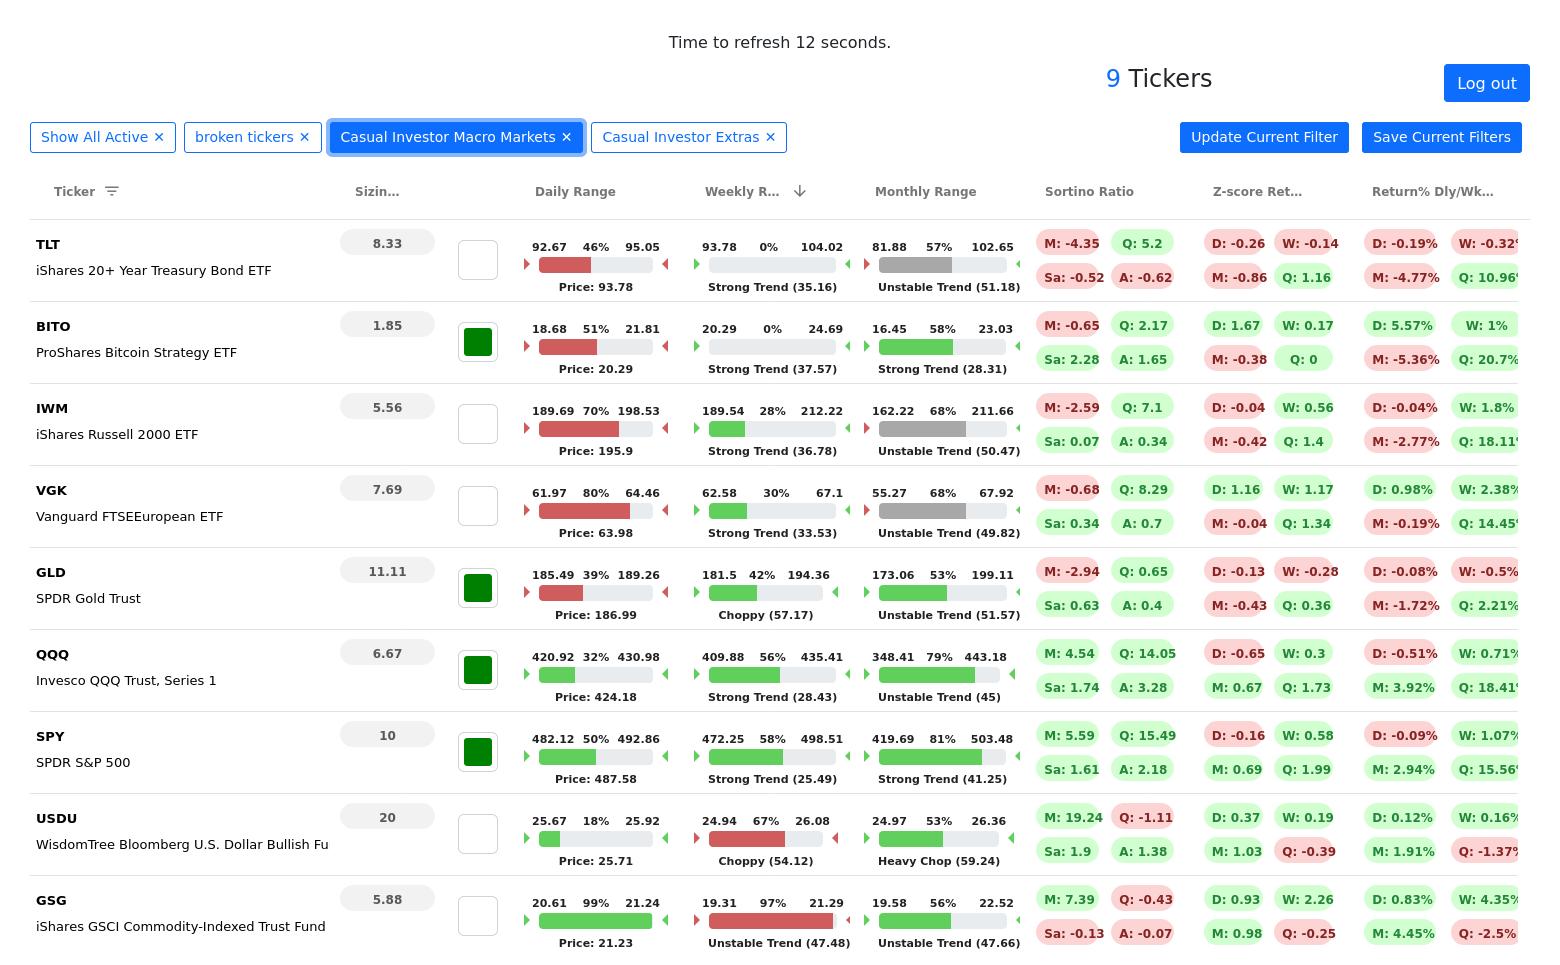 Time to refresh 12 seconds.
9 Tickers
Log out
Show All Active ✕ broken tickers ✕ Casual Investor Macro Markets ✕ Casual Investor Extras ✕ Update Current Filter Save Current Filters
Ticker Sizin... Daily Range Weekly R... Monthly Range Sortino Ratio Z-score Ret... Return% Dly/Wk...
TLT 8.33 92.67 46% 95.05 93.78 0% 104.02 81.88 57% 102.65 M: -4.35 Q: 5.2 D: -0.26 W: -0.14 D: -0.19% W: -0.32%
iShares 20+ Year Treasury Bond ETF Sa: -0.52 A: -0.62 M: -0.86 Q: 1.16 M: -4.77% Q: 10.96%
Price: 93.78 Strong Trend (35.16) Unstable Trend (51.18)
BITO 1.85 18.68 51% 21.81 20.29 0% 24.69 16.45 58% 23.03 M: -0.65 Q: 2.17 D: 1.67 W: 0.17 D: 5.57% W: 1%
ProShares Bitcoin Strategy ETF Sa: 2.28 A: 1.65 M: -0.38 Q: 0 M: -5.36% Q: 20.7%
Price: 20.29 Strong Trend (37.57) Strong Trend (28.31)
IWM 5.56 189.69 70% 198.53 189.54 28% 212.22 162.22 68% 211.66 M: -2.59 Q: 7.1 D: -0.04 W: 0.56 D: -0.04% W: 1.8%
iShares Russell 2000 ETF Sa: 0.07 A: 0.34 M: -0.42 Q: 1.4 M: -2.77% Q: 18.11%
Price: 195.9 Strong Trend (36.78) Unstable Trend (50.47)
VGK 7.69 61.97 80% 64.46 62.58 30% 67.1 55.27 68% 67.92 M: -0.68 Q: 8.29 D: 1.16 W: 1.17 D: 0.98% W: 2.38%
Vanguard FTSEEuropean ETF Sa: 0.34 A: 0.7 M: -0.04 Q: 1.34 M: -0.19% Q: 14.45%
Price: 63.98 Strong Trend (33.53) Unstable Trend (49.82)
GLD 11.11 185.49 39% 189.26 181.5 42% 194.36 173.06 53% 199.11 M: -2.94 Q: 0.65 D: -0.13 W: -0.28 D: -0.08% W: -0.5%
SPDR Gold Trust Sa: 0.63 A: 0.4 M: -0.43 Q: 0.36 M: -1.72% Q: 2.21%
Price: 186.99 Choppy (57.17) Unstable Trend (51.57)
QQQ 6.67 420.92 32% 430.98 409.88 56% 435.41 348.41 79% 443.18 M: 4.54 Q: 14.05 D: -0.65 W: 0.3 D: -0.51% W: 0.71%
Invesco QQQ Trust, Series 1 Sa: 1.74 A: 3.28 M: 0.67 Q: 1.73 M: 3.92% Q: 18.41%
Price: 424.18 Strong Trend (28.43) Unstable Trend (45)
SPY 10 482.12 50% 492.86 472.25 58% 498.51 419.69 81% 503.48 M: 5.59 Q: 15.49 D: -0.16 W: 0.58 D: -0.09% W: 1.07%
SPDR S&P 500 Sa: 1.61 A: 2.18 M: 0.69 Q: 1.99 M: 2.94% Q: 15.56%
Price: 487.58 Strong Trend (25.49) Strong Trend (41.25)
USDU 20 25.67 18% 25.92 24.94 67% 26.08 24.97 53% 26.36 M: 19.24 Q: -1.11 D: 0.37 W: 0.19 D: 0.12% W: 0.16%
WisdomTree Bloomberg U.S. Dollar Bullish Fu Sa: 1.9 A: 1.38 M: 1.03 Q: -0.39 M: 1.91% Q: -1.37%
Price: 25.71 Choppy (54.12) Heavy Chop (59.24)
GSG 5.88 20.61 99% 21.24 19.31 97% 21.29 19.58 56% 22.52 M: 7.39 Q: -0.43 D: 0.93 W: 2.26 D: 0.83% W: 4.35%
iShares GSCI Commodity-Indexed Trust Fund Sa: -0.13 A: -0.07 M: 0.98 Q: -0.25 M: 4.45% Q: -2.5%
Price: 21.23 Unstable Trend (47.48) Unstable Trend (47.66)